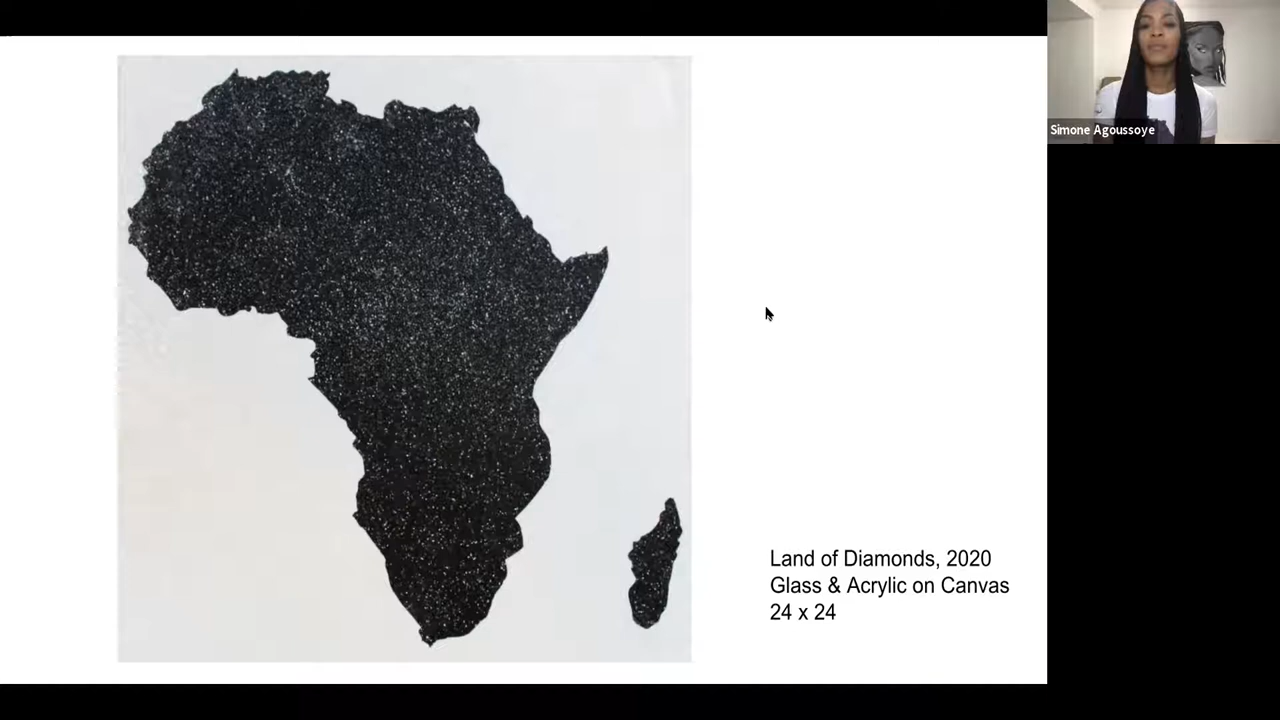 Simone Agoussoye
Land of Diamonds, 2020
Glass & Acrylic on Canvas
24 x 24